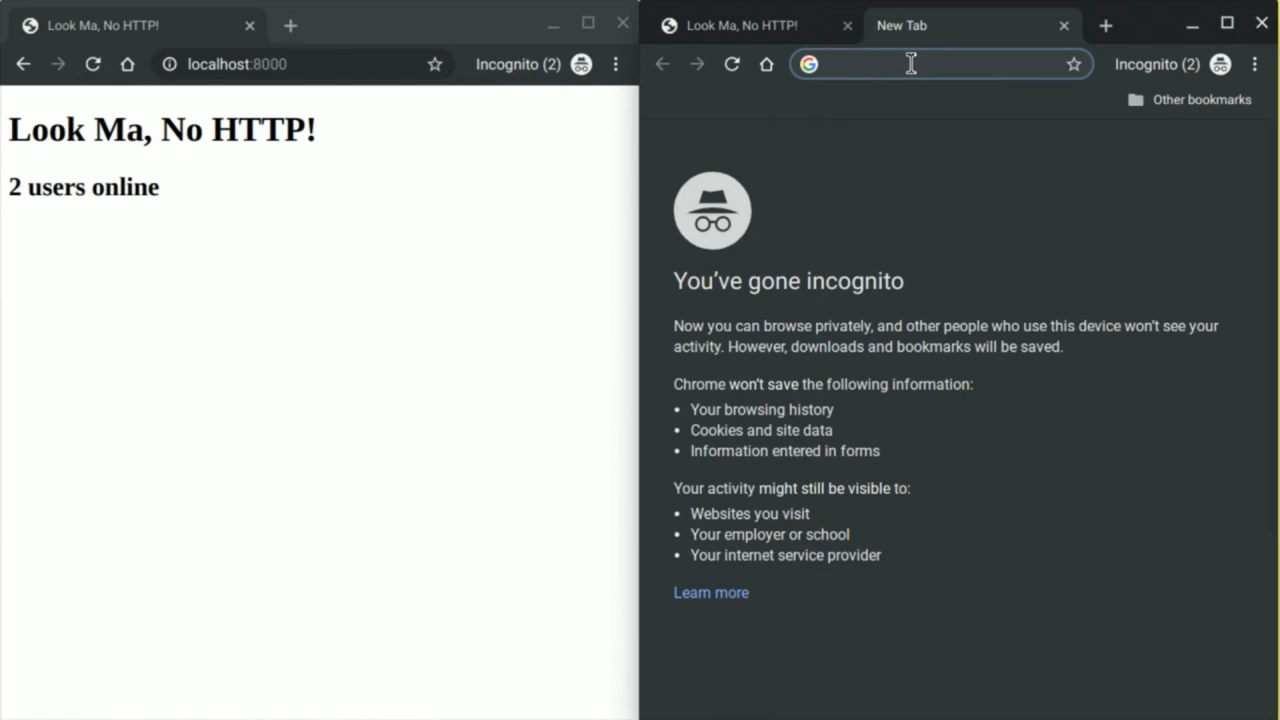 Look Ma, No HTTP!
localhost:8000
Incognito (2)
Look Ma, No HTTP!
2 users online
Look Ma, No HTTP!
New Tab
Incognito (2)
Other bookmarks
You've gone incognito
Now you can browse privately, and other people who use this device won't see your
activity. However, downloads and bookmarks will be saved.
Chrome won't save the following information:
• Your browsing history
• Cookies and site data
• Information entered in forms
Your activity might still be visible to:
• Websites you visit
• Your employer or school
• Your internet service provider
Learn more